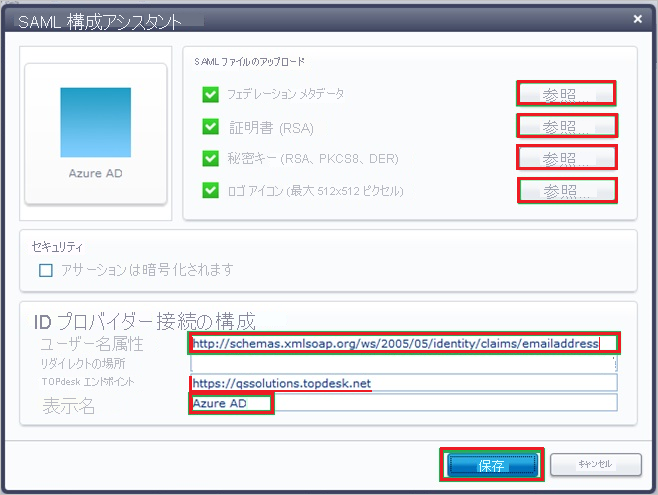 SAML 構成アシスタント
Azure AD
SAML ファイルのアップロード
フェデレーション メタデータ
参照...
証明書 (RSA)
参照...
秘密キー (RSA、PKCS8、DER)
参照...
ロゴ アイコン (最大 512x512 ピクセル)
参照...
セキュリティ
アサーションは暗号化されます
ID プロバイダー接続の構成
ユーザー名属性
http://schemas.xmlsoap.org/ws/2005/05/identity/claims/emailaddress
リダイレクトの場所
TOPdesk エンドポイント
https://qssolutions.topdesk.net
表示名
Azure AD
保存
キャンセル